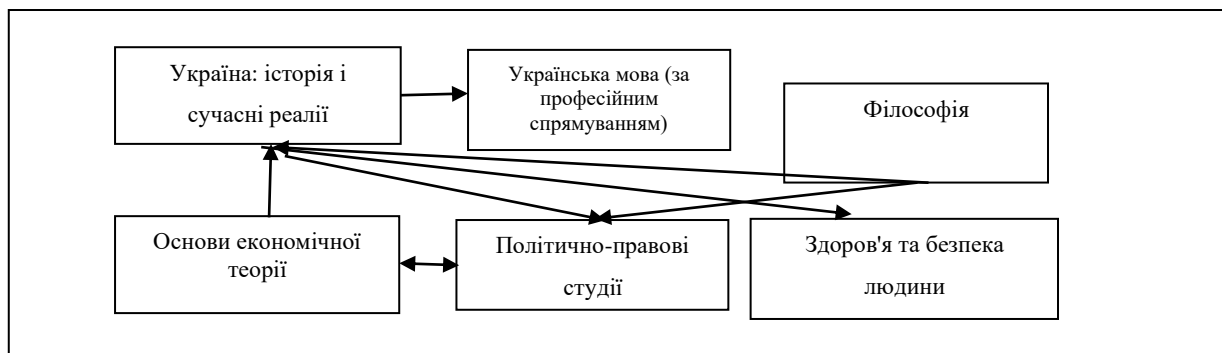 Україна: історія і
сучасні реалії
Українська мова (за
професійним
спрямуванням)
Філософія
Основи економічної
теорії
Політично-правові
студії
Здоров'я та безпека
людини